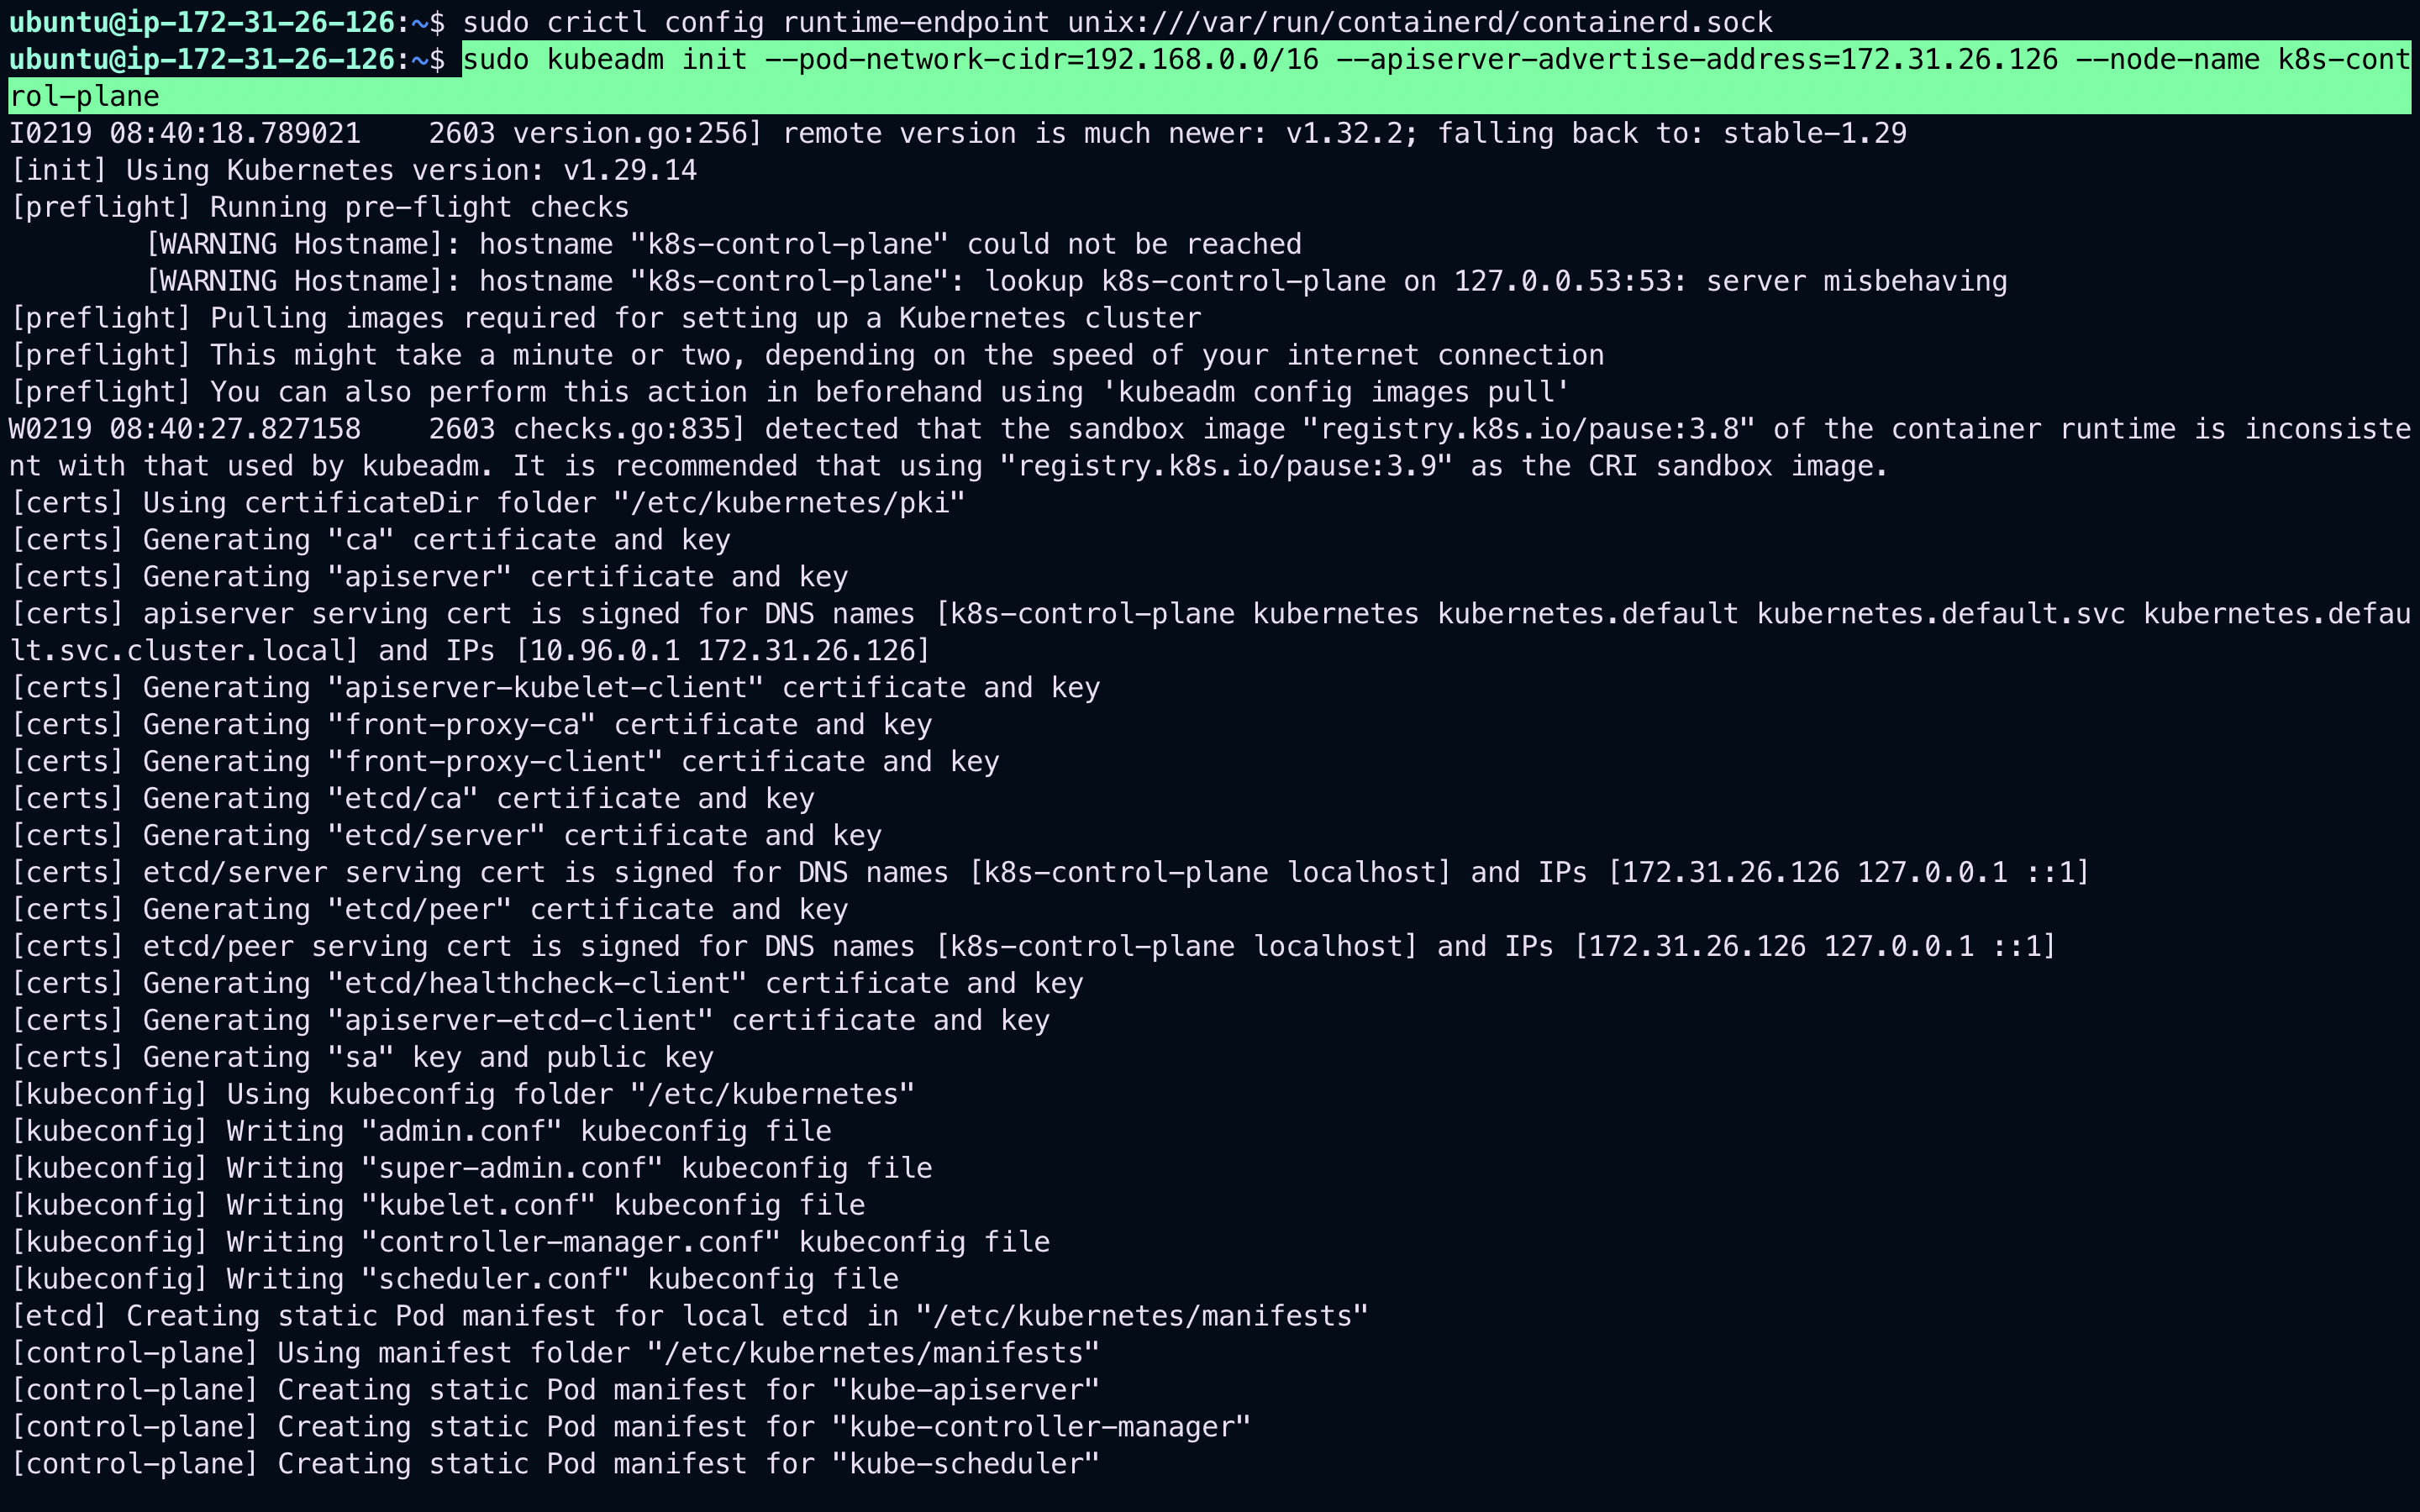 ubuntu@ip-172-31-26-126:~$ sudo crictl config runtime-endpoint unix:///var/run/containerd/containerd.sock
ubuntu@ip-172-31-26-126:~$ sudo kubeadm init --pod-network-cidr=192.168.0.0/16 --apiserver-advertise-address=172.31.26.126 --node-name k8s-cont
rol-plane
I0219 08:40:18.789021    2603 version.go:256] remote version is much newer: v1.32.2; falling back to: stable-1.29
[init] Using Kubernetes version: v1.29.14
[preflight] Running pre-flight checks
        [WARNING Hostname]: hostname "k8s-control-plane" could not be reached
        [WARNING Hostname]: hostname "k8s-control-plane": lookup k8s-control-plane on 127.0.0.53:53: server misbehaving
[preflight] Pulling images required for setting up a Kubernetes cluster
[preflight] This might take a minute or two, depending on the speed of your internet connection
[preflight] You can also perform this action in beforehand using 'kubeadm config images pull'
W0219 08:40:27.827158    2603 checks.go:835] detected that the sandbox image "registry.k8s.io/pause:3.8" of the container runtime is inconsiste
nt with that used by kubeadm. It is recommended that using "registry.k8s.io/pause:3.9" as the CRI sandbox image.
[certs] Using certificateDir folder "/etc/kubernetes/pki"
[certs] Generating "ca" certificate and key
[certs] Generating "apiserver" certificate and key
[certs] apiserver serving cert is signed for DNS names [k8s-control-plane kubernetes kubernetes.default kubernetes.default.svc kubernetes.defau
lt.svc.cluster.local] and IPs [10.96.0.1 172.31.26.126]
[certs] Generating "apiserver-kubelet-client" certificate and key
[certs] Generating "front-proxy-ca" certificate and key
[certs] Generating "front-proxy-client" certificate and key
[certs] Generating "etcd/ca" certificate and key
[certs] Generating "etcd/server" certificate and key
[certs] etcd/server serving cert is signed for DNS names [k8s-control-plane localhost] and IPs [172.31.26.126 127.0.0.1 ::1]
[certs] Generating "etcd/peer" certificate and key
[certs] etcd/peer serving cert is signed for DNS names [k8s-control-plane localhost] and IPs [172.31.26.126 127.0.0.1 ::1]
[certs] Generating "etcd/healthcheck-client" certificate and key
[certs] Generating "apiserver-etcd-client" certificate and key
[certs] Generating "sa" key and public key
[kubeconfig] Using kubeconfig folder "/etc/kubernetes"
[kubeconfig] Writing "admin.conf" kubeconfig file
[kubeconfig] Writing "super-admin.conf" kubeconfig file
[kubeconfig] Writing "kubelet.conf" kubeconfig file
[kubeconfig] Writing "controller-manager.conf" kubeconfig file
[kubeconfig] Writing "scheduler.conf" kubeconfig file
[etcd] Creating static Pod manifest for local etcd in "/etc/kubernetes/manifests"
[control-plane] Using manifest folder "/etc/kubernetes/manifests"
[control-plane] Creating static Pod manifest for "kube-apiserver"
[control-plane] Creating static Pod manifest for "kube-controller-manager"
[control-plane] Creating static Pod manifest for "kube-scheduler"